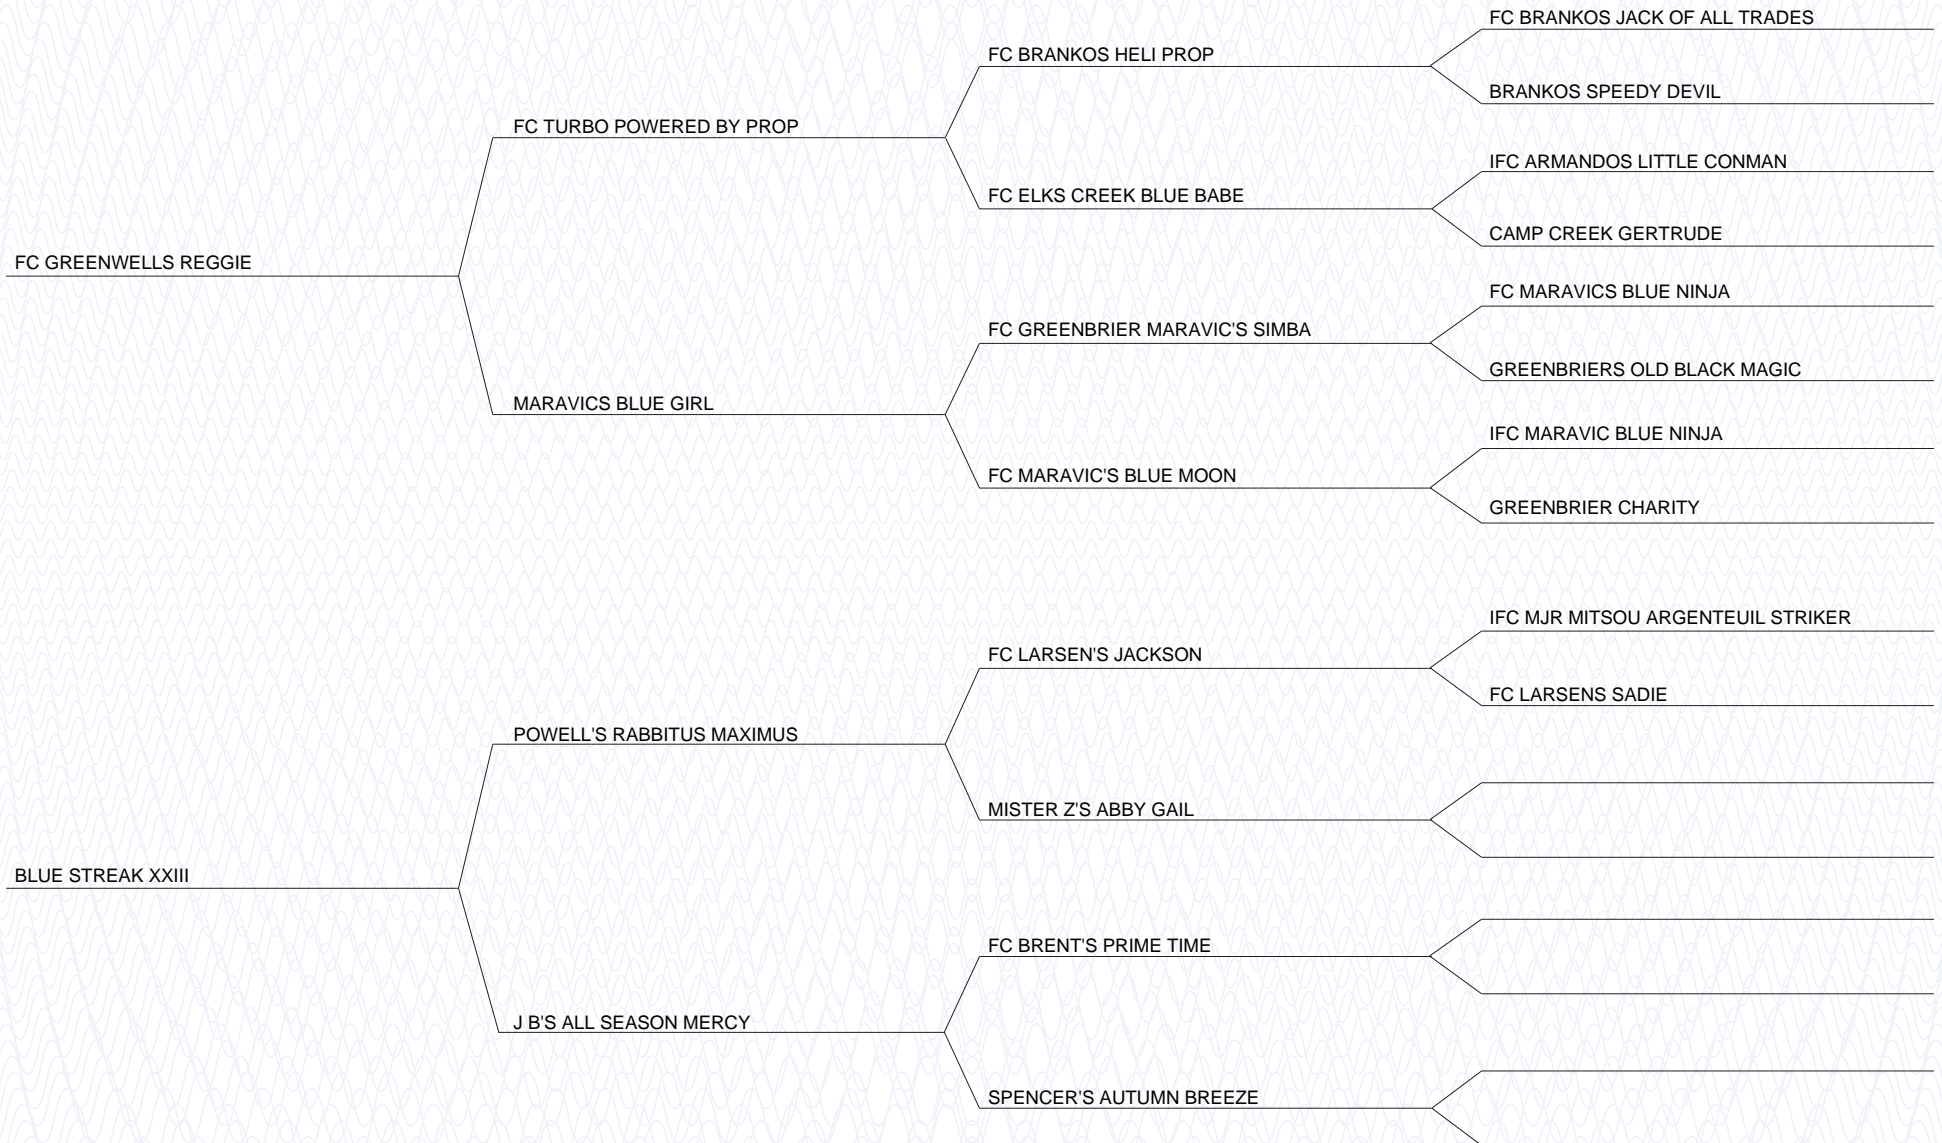 FC BRANKOS JACK OF ALL TRADES
FC BRANKOS HELI PROP
BRANKOS SPEEDY DEVIL
FC TURBO POWERED BY PROP
IFC ARMANDOS LITTLE CONMAN
FC ELKS CREEK BLUE BABE
CAMP CREEK GERTRUDE
FC GREENWELLS REGGIE
FC MARAVICS BLUE NINJA
FC GREENBRIER MARAVIC'S SIMBA
GREENBRIERS OLD BLACK MAGIC
MARAVICS BLUE GIRL
IFC MARAVIC BLUE NINJA
FC MARAVIC'S BLUE MOON
GREENBRIER CHARITY
IFC MJR MITSOU ARGENTEUIL STRIKER
FC LARSEN'S JACKSON
FC LARSENS SADIE
POWELL'S RABBITUS MAXIMUS
MISTER Z'S ABBY GAIL
BLUE STREAK XXIII
FC BRENT'S PRIME TIME
J B'S ALL SEASON MERCY
SPENCER'S AUTUMN BREEZE